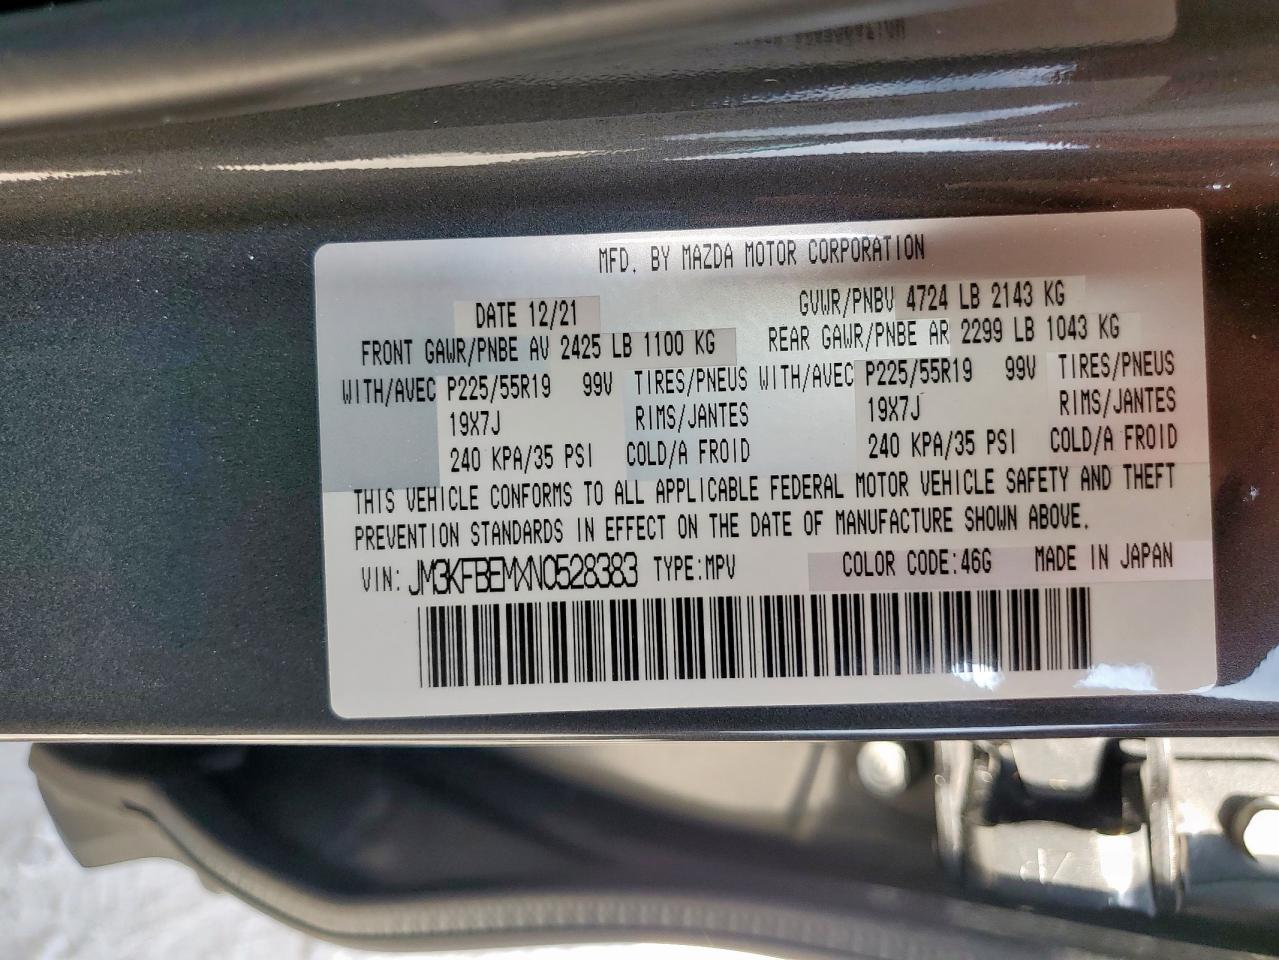 MFD. BY MAZDA MOTOR CORPORATION
DATE 12/21 GVWR/PNBV 4724 LB 2143 KG
FRONT GAWR/PNBE AV 2425 LB 1100 KG REAR GAWR/PNBE AR 2299 LB 1043 KG
WITH/AVEC P225/55R19 99V TIRES/PNEUS WITH/AVEC P225/55R19 99V TIRES/PNEUS
19X7J RIMS/JANTES 19X7J RIMS/JANTES
240 KPA/35 PSI COLD/A FROID 240 KPA/35 PSI COLD/A FROID
THIS VEHICLE CONFORMS TO ALL APPLICABLE FEDERAL MOTOR VEHICLE SAFETY AND THEFT
PREVENTION STANDARDS IN EFFECT ON THE DATE OF MANUFACTURE SHOWN ABOVE.
VIN: JM3KFBEMXN0528383 TYPE:MPV COLOR CODE:46G MADE IN JAPAN